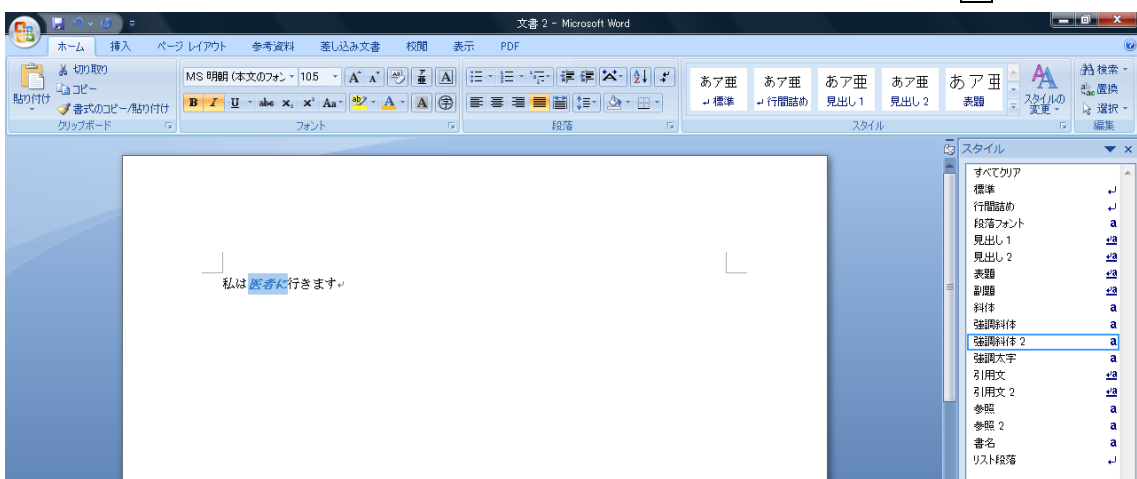 文書 2 - Microsoft Word
ホーム 挿入 ページ レイアウト 参考資料 差し込み文書 校閲 表示 PDF
貼り付け
切り取り
コピー
書式のコピー/貼り付け
クリップボード
MS 明朝 (本文のフォン 105
B I U abc x₂ x² Aa
フォント
段落
あア亜 あア亜 あア亜 あア亜 あア亜
標準 行間詰め 見出し 1 見出し 2 表題
スタイルの変更
スタイル
検索
置換
選択
編集
私は医者に行きます
スタイル
すべてクリア
標準
行間詰め
段落フォント a
見出し 1
見出し 2
表題
副題
斜体 a
強調斜体 a
強調斜体 2 a
強調太字 a
引用文
引用文 2
参照 a
参照 2 a
書名 a
リスト段落